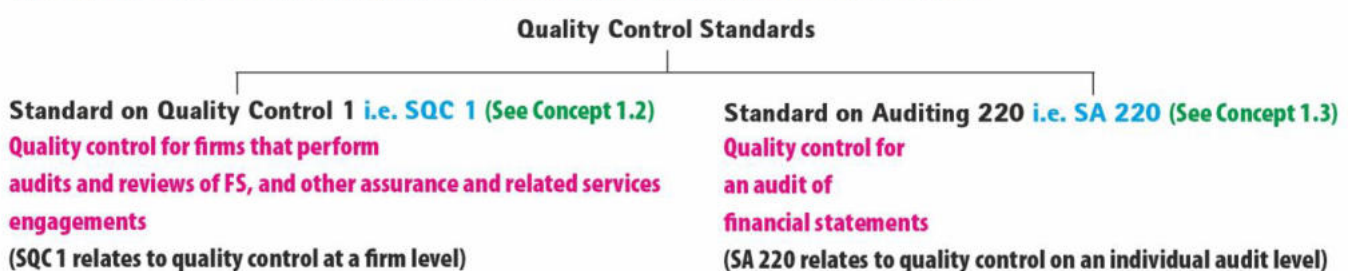 Quality Control Standards
Standard on Quality Control 1 i.e. SQC 1 (See Concept 1.2)
Quality control for firms that perform
audits and reviews of FS, and other assurance and related services
engagements
(SQC 1 relates to quality control at a firm level)
Standard on Auditing 220 i.e. SA 220 (See Concept 1.3)
Quality control for
an audit of
financial statements
(SA 220 relates to quality control on an individual audit level)